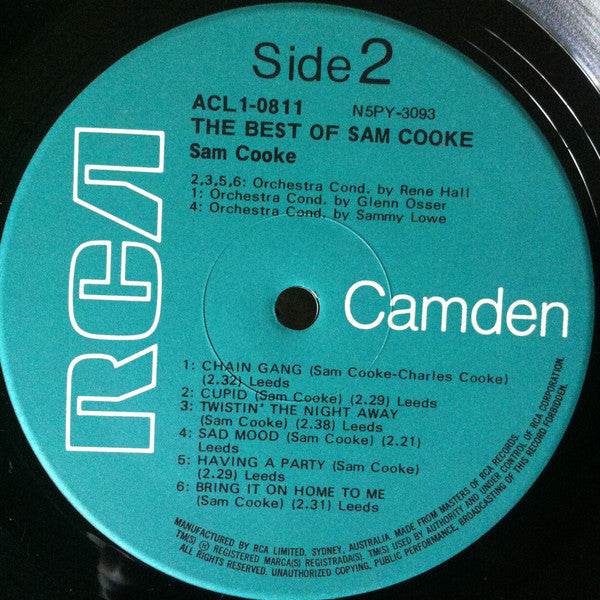 Side 2
ACL1-0811 N5PY-3093
THE BEST OF SAM COOKE
Sam Cooke
2,3,5,6: Orchestra Cond. by Rene Hall
1: Orchestra Cond. by Glenn Osser
4: Orchestra Cond. by Sammy Lowe
RCA
Camden
1: CHAIN GANG (Sam Cooke-Charles Cooke)
(2.32) Leeds
2: CUPID (Sam Cooke) (2.29) Leeds
3: TWISTIN' THE NIGHT AWAY
(Sam Cooke) (2.38) Leeds
4: SAD MOOD (Sam Cooke) (2.21)
Leeds
5: HAVING A PARTY (Sam Cooke)
(2.29) Leeds
6: BRING IT ON HOME TO ME
(Sam Cooke) (2.31) Leeds
MANUFACTURED BY RCA LIMITED, SYDNEY, AUSTRALIA. MADE FROM MASTERS OF RCA RECORDS.
TM(S) ® REGISTERED MARCA(S) REGISTRADA(S). TM(S) USED BY AUTHORITY AND UNDER CONTROL OF RCA CORPORATION.
ALL RIGHTS RESERVED. UNAUTHORIZED COPYING, PUBLIC PERFORMANCE, BROADCASTING OF THIS RECORD FORBIDDEN.